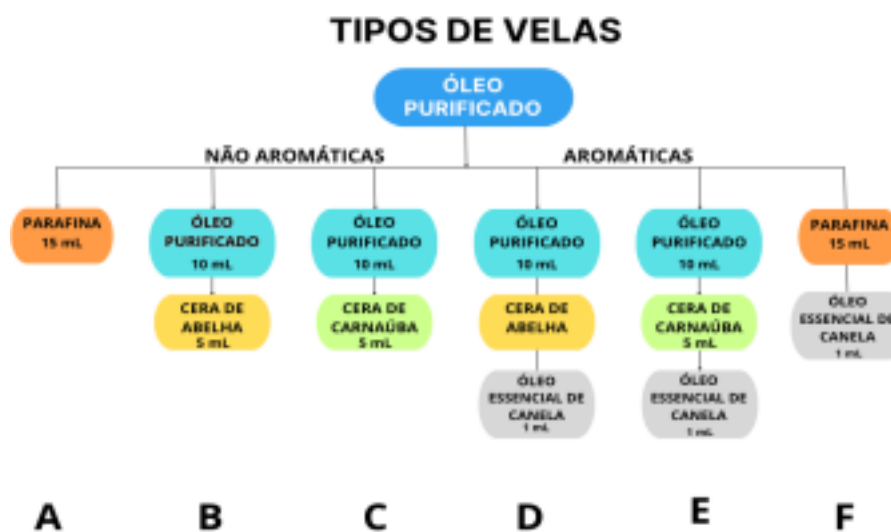 TIPOS DE VELAS
ÓLEO
PURIFICADO
NÃO AROMÁTICAS
AROMÁTICAS
PARAFINA
15 mL
ÓLEO
PURIFICADO
10 mL
CERA DE
ABELHA
5 mL
ÓLEO
PURIFICADO
10 mL
CERA DE
CARNAÚBA
5 mL
ÓLEO
PURIFICADO
10 mL
CERA DE
ABELHA
ÓLEO
ESSENCIAL DE
CANELA
1 mL
ÓLEO
PURIFICADO
10 mL
CERA DE
CARNAÚBA
5 mL
ÓLEO
ESSENCIAL DE
CANELA
1 mL
PARAFINA
15 mL
ÓLEO
ESSENCIAL DE
CANELA
1 mL
A B C D E F